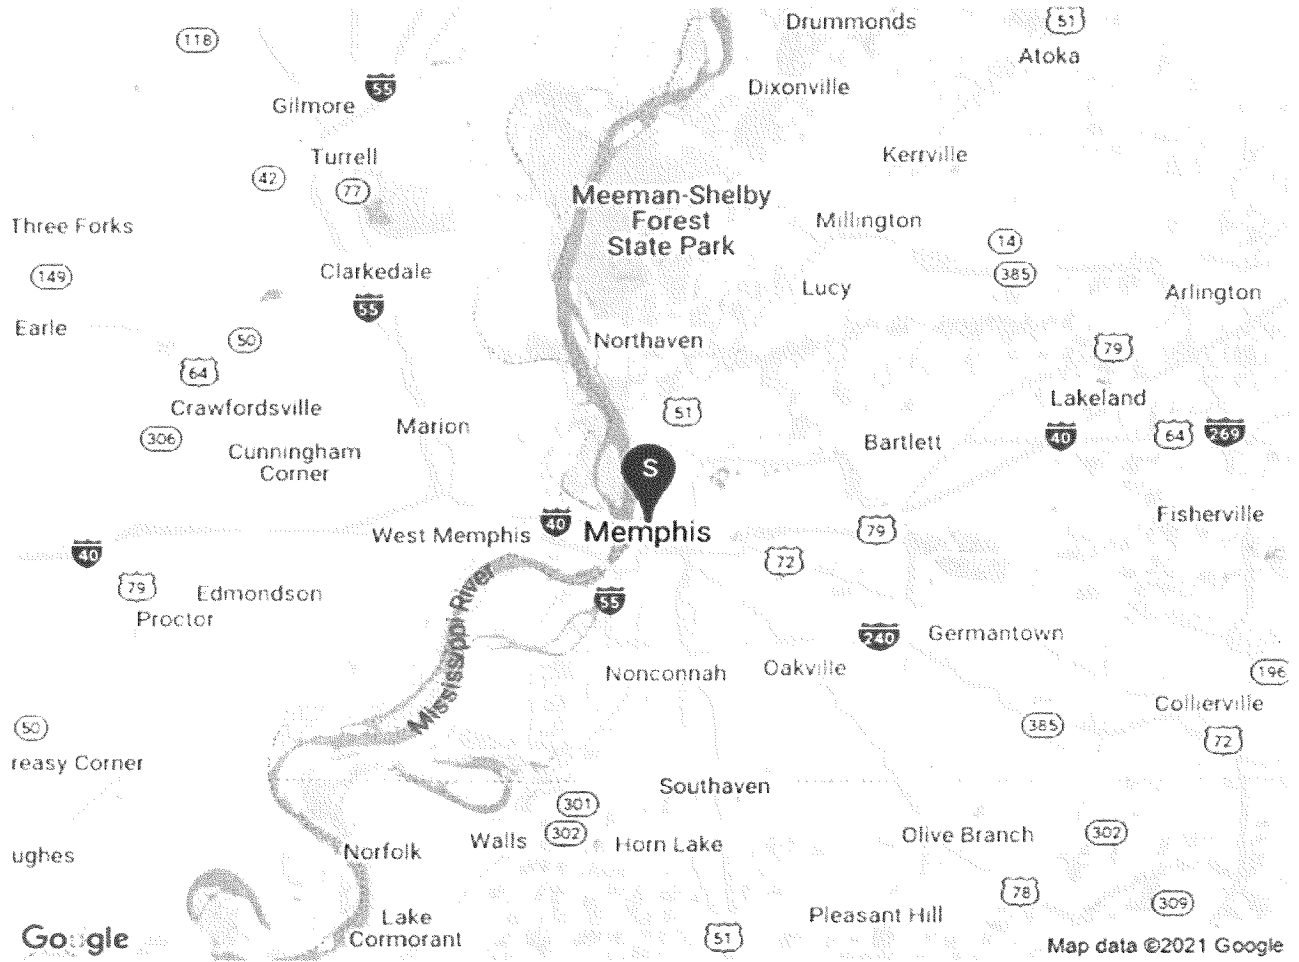 Drummonds
51
118
Atoka
55
Dixonville
Gilmore
Turrell
Kerrville
42
77
Meeman-Shelby
Forest
State Park
Millington
Three Forks
14
149
Clarkedale
385
Lucy
Arlington
55
Earle
50
Northaven
79
64
Lakeland
Crawfordsville
51
Marion
306
Bartlett
40
64
269
Cunningham
Corner
S
Fisherville
40
West Memphis
Memphis
79
40
72
79
Edmondson
Proctor
Mississippi River
55
240
Germantown
Nonconnah
Oakville
196
Collierville
50
385
72
reasy Corner
Southaven
301
302
Walls
Horn Lake
Olive Branch
302
ughes
Norfolk
78
309
Lake
Cormorant
Pleasant Hill
51
Google
Map data ©2021 Google